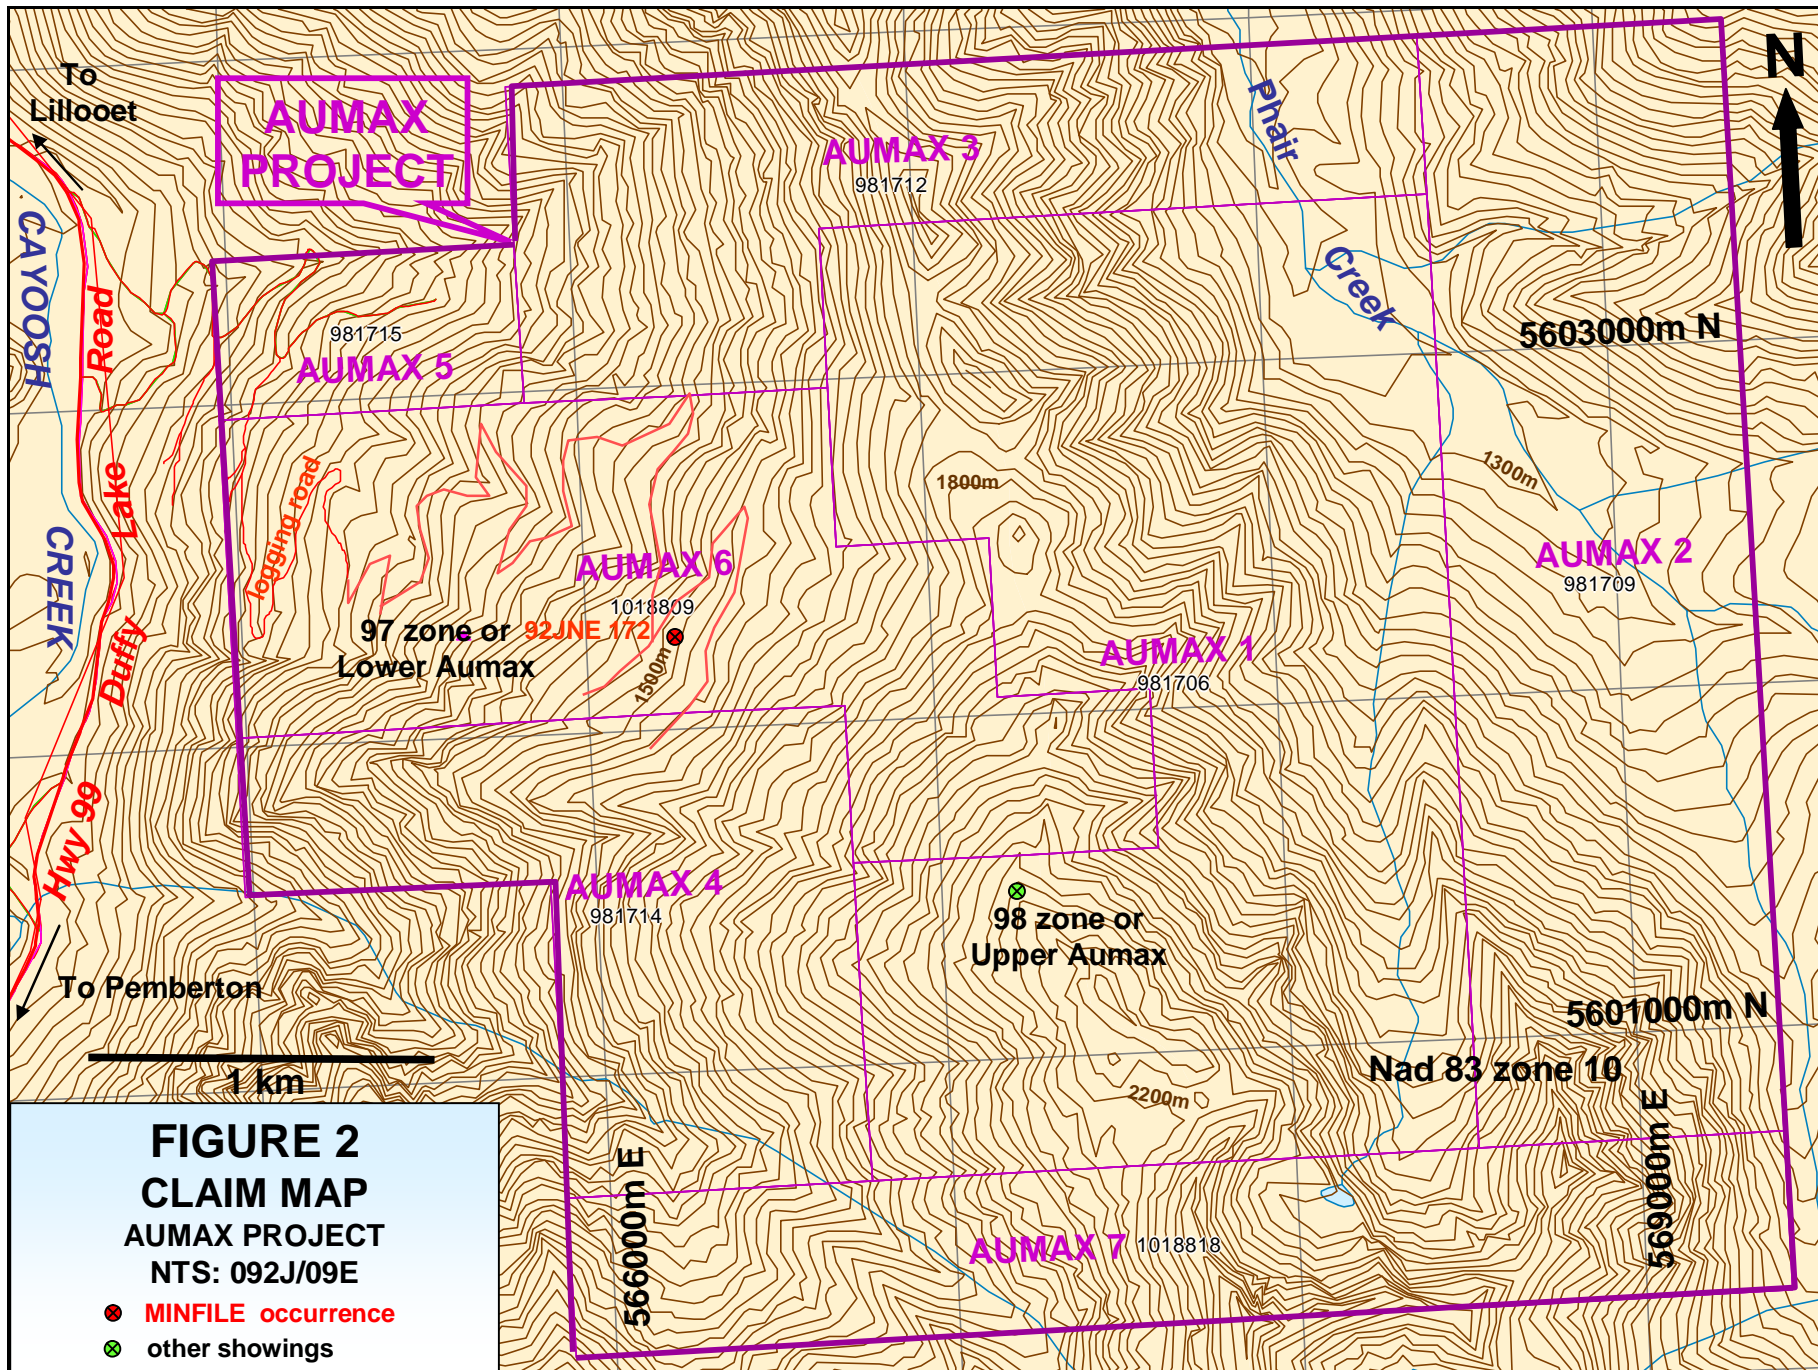 To
Lillooet
AUMAX
PROJECT
N
Phair
Creek
AUMAX 3
981712
CAYOOSH
CREEK
Hwy 99
Duffy
Lake
Road
981715
AUMAX 5
5603000m N
logging road
1800m
1300m
AUMAX 6
1018809
AUMAX 2
981709
97 zone or
Lower Aumax
92JNE 172
1500m
AUMAX 1
981706
AUMAX 4
981714
98 zone or
Upper Aumax
To Pemberton
1 km
5601000m N
Nad 83 zone 10
2200m
566000m E
569000m E
AUMAX 7
1018818
FIGURE 2
CLAIM MAP
AUMAX PROJECT
NTS: 092J/09E
MINFILE occurrence
other showings